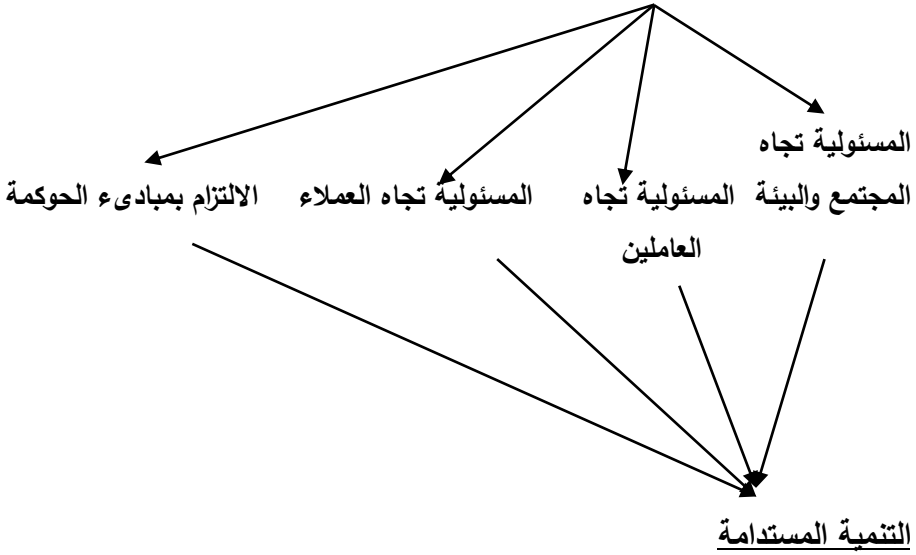 المسئولية تجاه
المجتمع والبيئة
المسئولية تجاه
العاملين
المسئولية تجاه العملاء
الالتزام بمبادىء الحوكمة
التنمية المستدامة